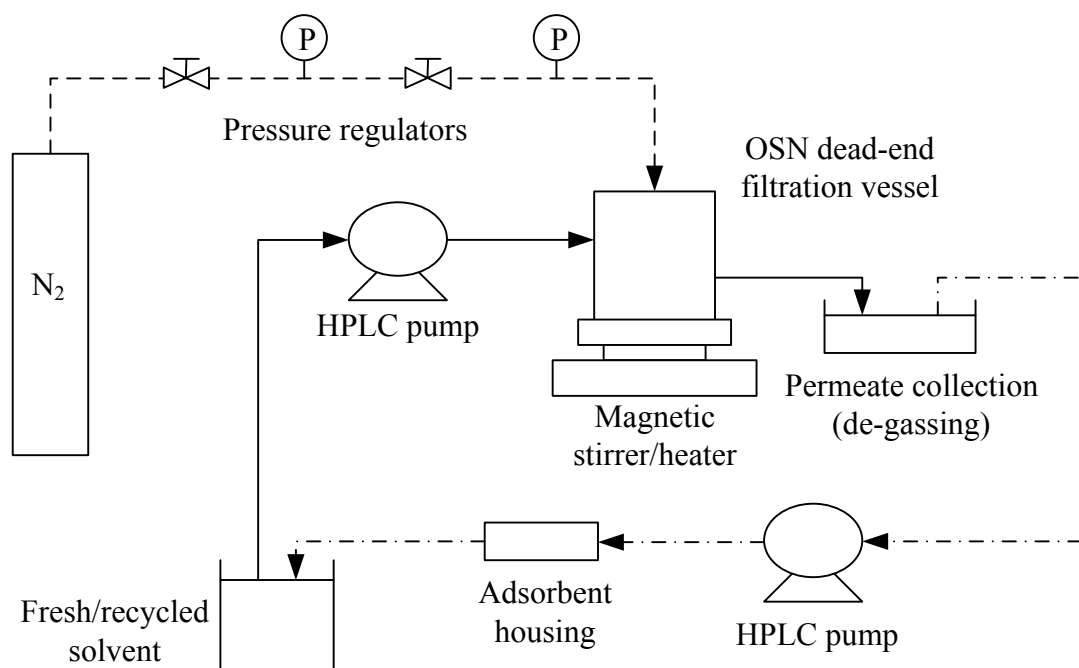 P
P
Pressure regulators
OSN dead-end
filtration vessel
N₂
HPLC pump
Permeate collection
(de-gassing)
Magnetic
stirrer/heater
Fresh/recycled
solvent
Adsorbent
housing
HPLC pump